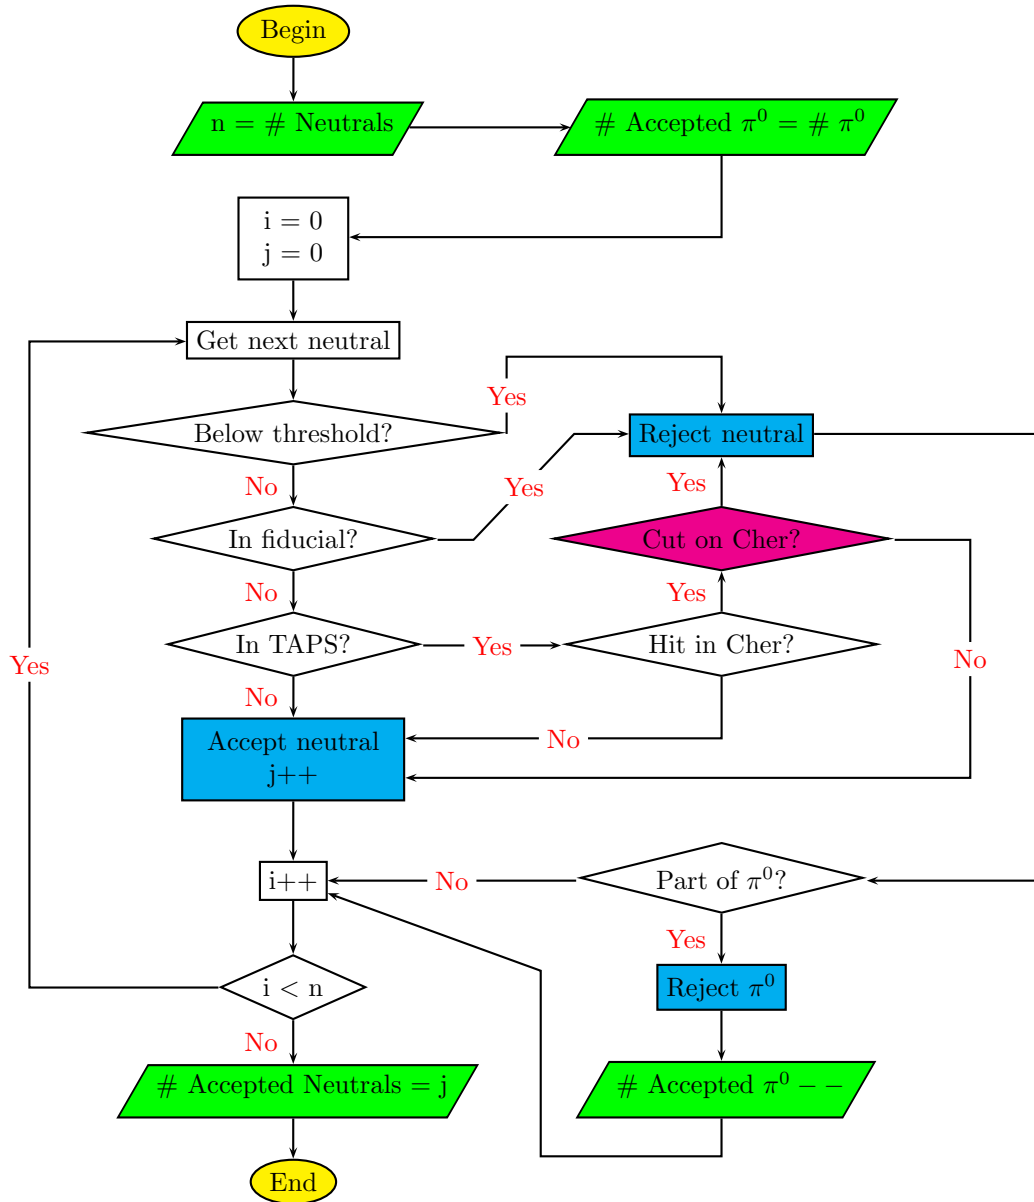 Begin
n = # Neutrals
# Accepted π⁰ = # π⁰
i = 0
j = 0
Get next neutral
Yes
Below threshold?
Reject neutral
No
Yes
Yes
In fiducial?
Cut on Cher?
No
Yes
In TAPS?
Yes
Hit in Cher?
Yes
No
No
Accept neutral
j++
No
i++
No
Part of π⁰?
Yes
i < n
Reject π⁰
No
# Accepted Neutrals = j
# Accepted π⁰ − −
End